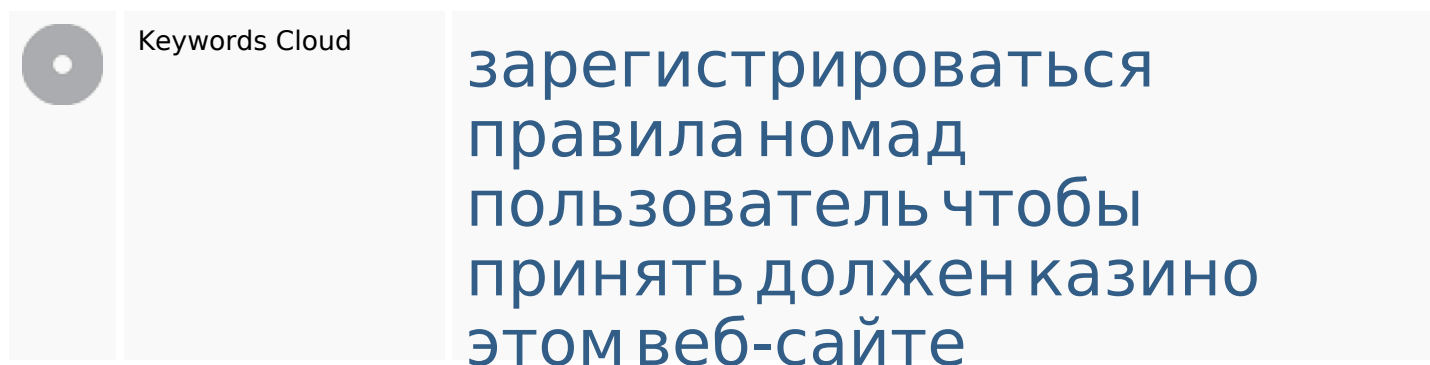 Keywords Cloud
зарегистрироваться
правила номад
пользователь чтобы
принять должен казино
этом веб-сайте